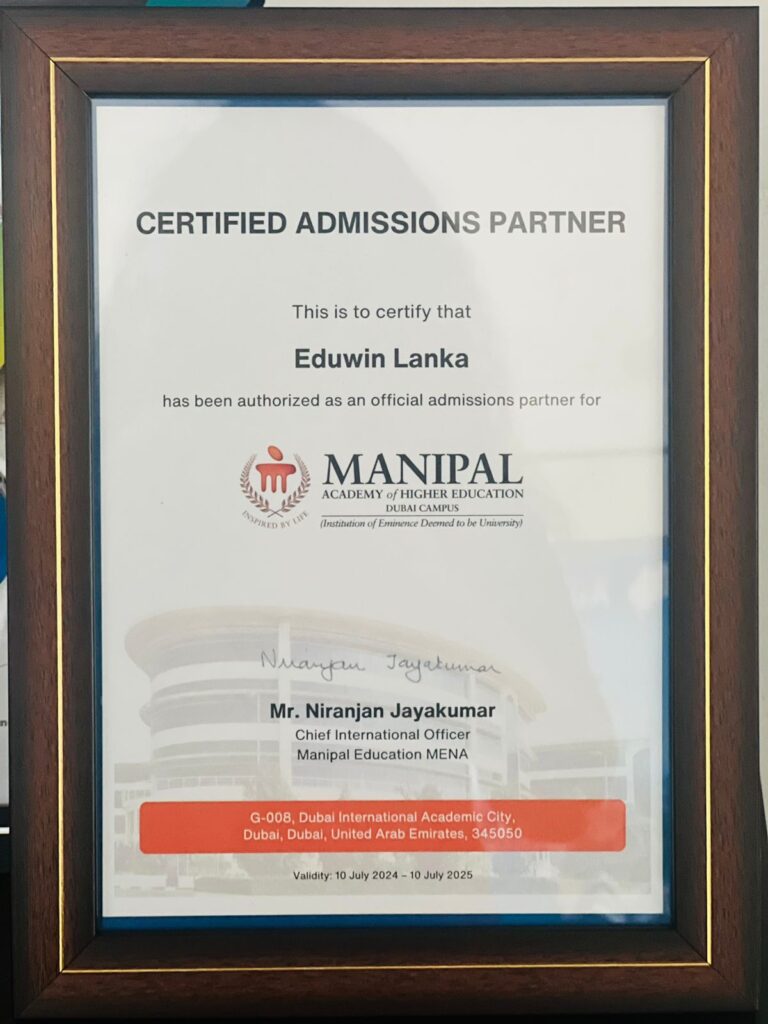 CERTIFIED ADMISSIONS PARTNER
This is to certify that
Eduwin Lanka
has been authorized as an official admissions partner for
MANIPAL
ACADEMY of HIGHER EDUCATION
DUBAI CAMPUS
(Institution of Eminence Deemed to be University)
INSPIRED BY LIFE
Niranjan Jayakumar
Mr. Niranjan Jayakumar
Chief International Officer
Manipal Education MENA
G-008, Dubai International Academic City,
Dubai, Dubai, United Arab Emirates, 345050
Validity: 10 July 2024 – 10 July 2025